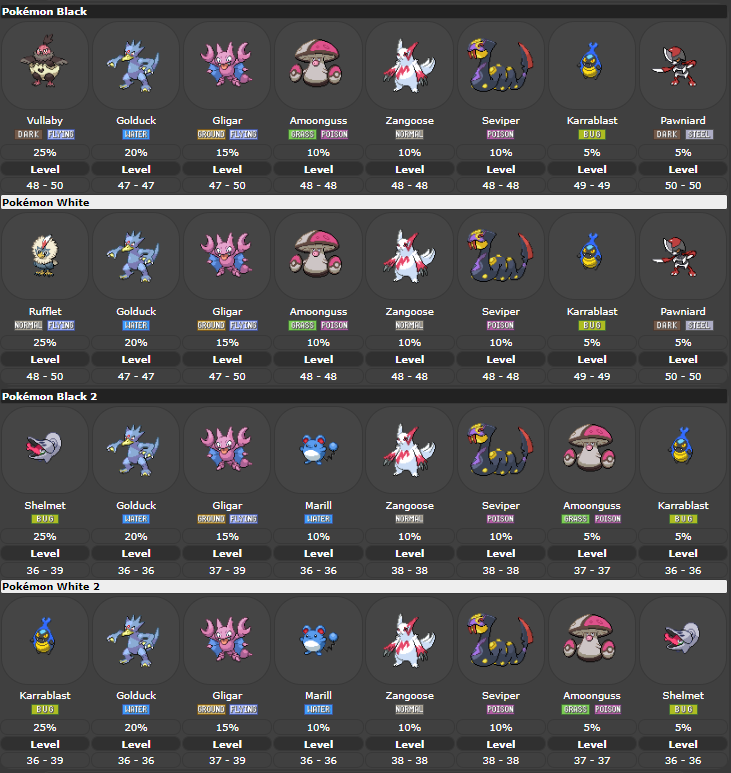 Pokémon Black
Vullaby Golduck Gligar Amoonguss Zangoose Seviper Karrablast Pawniard
DARK FLYING WATER GROUND FLYING GRASS POISON NORMAL POISON BUG DARK STEEL
25% 20% 15% 10% 10% 10% 5% 5%
Level Level Level Level Level Level Level Level
48 - 50 47 - 47 47 - 50 48 - 48 48 - 48 48 - 48 49 - 49 50 - 50
Pokémon White
Rufflet Golduck Gligar Amoonguss Zangoose Seviper Karrablast Pawniard
NORMAL FLYING WATER GROUND FLYING GRASS POISON NORMAL POISON BUG DARK STEEL
25% 20% 15% 10% 10% 10% 5% 5%
Level Level Level Level Level Level Level Level
48 - 50 47 - 47 47 - 50 48 - 48 48 - 48 48 - 48 49 - 49 50 - 50
Pokémon Black 2
Shelmet Golduck Gligar Marill Zangoose Seviper Amoonguss Karrablast
BUG WATER GROUND FLYING WATER NORMAL POISON GRASS POISON BUG
25% 20% 15% 10% 10% 10% 5% 5%
Level Level Level Level Level Level Level Level
36 - 39 36 - 36 37 - 39 36 - 36 38 - 38 38 - 38 37 - 37 36 - 36
Pokémon White 2
Karrablast Golduck Gligar Marill Zangoose Seviper Amoonguss Shelmet
BUG WATER GROUND FLYING WATER NORMAL POISON GRASS POISON BUG
25% 20% 15% 10% 10% 10% 5% 5%
Level Level Level Level Level Level Level Level
36 - 39 36 - 36 37 - 39 36 - 36 38 - 38 38 - 38 37 - 37 36 - 36